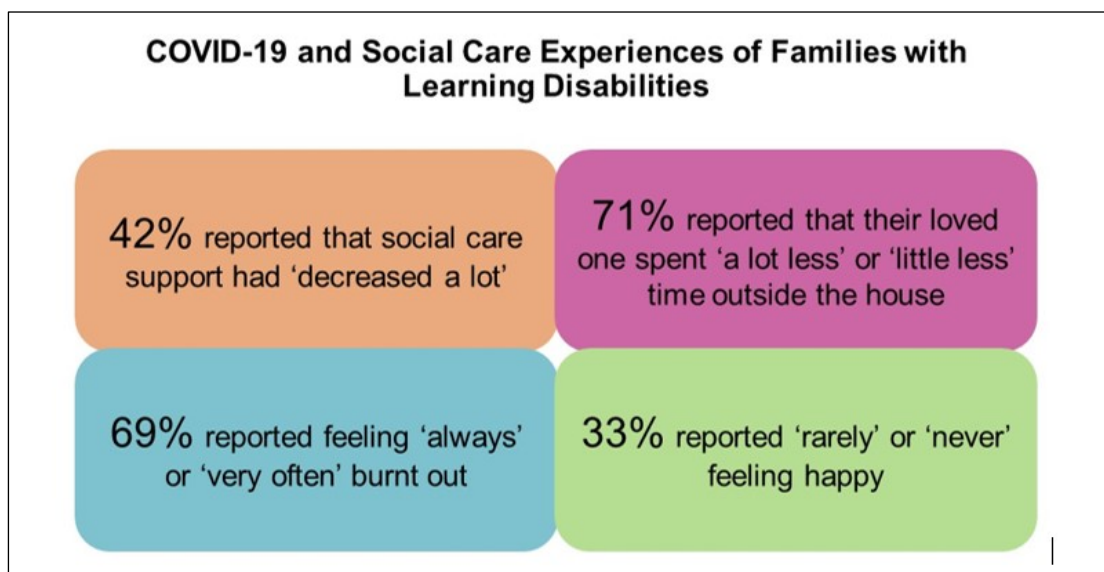 COVID-19 and Social Care Experiences of Families with
Learning Disabilities
42% reported that social care
support had ‘decreased a lot’
71% reported that their loved
one spent ‘a lot less’ or ‘little less’
time outside the house
69% reported feeling ‘always’
or ‘very often’ burnt out
33% reported ‘rarely’ or ‘never’
feeling happy